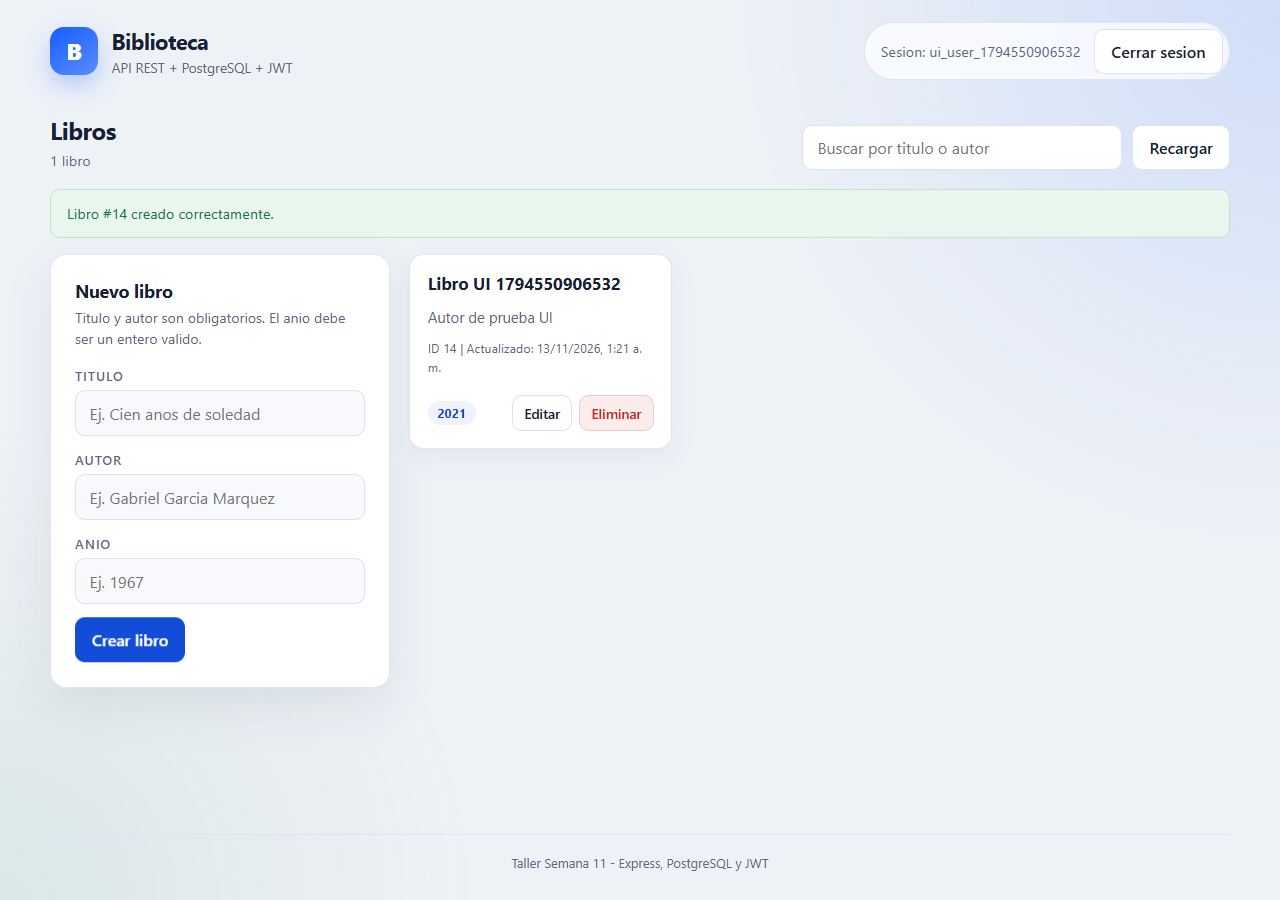 B
Biblioteca
API REST + PostgreSQL + JWT
Sesion: ui_user_1794550906532
Cerrar sesion
Libros
1 libro
Buscar por titulo o autor
Recargar
Libro #14 creado correctamente.
Nuevo libro
Titulo y autor son obligatorios. El anio debe
ser un entero valido.
TITULO
Ej. Cien anos de soledad
AUTOR
Ej. Gabriel Garcia Marquez
ANIO
Ej. 1967
Crear libro
Libro UI 1794550906532
Autor de prueba UI
ID 14 | Actualizado: 13/11/2026, 1:21 a.
m.
2021
Editar
Eliminar
Taller Semana 11 - Express, PostgreSQL y JWT